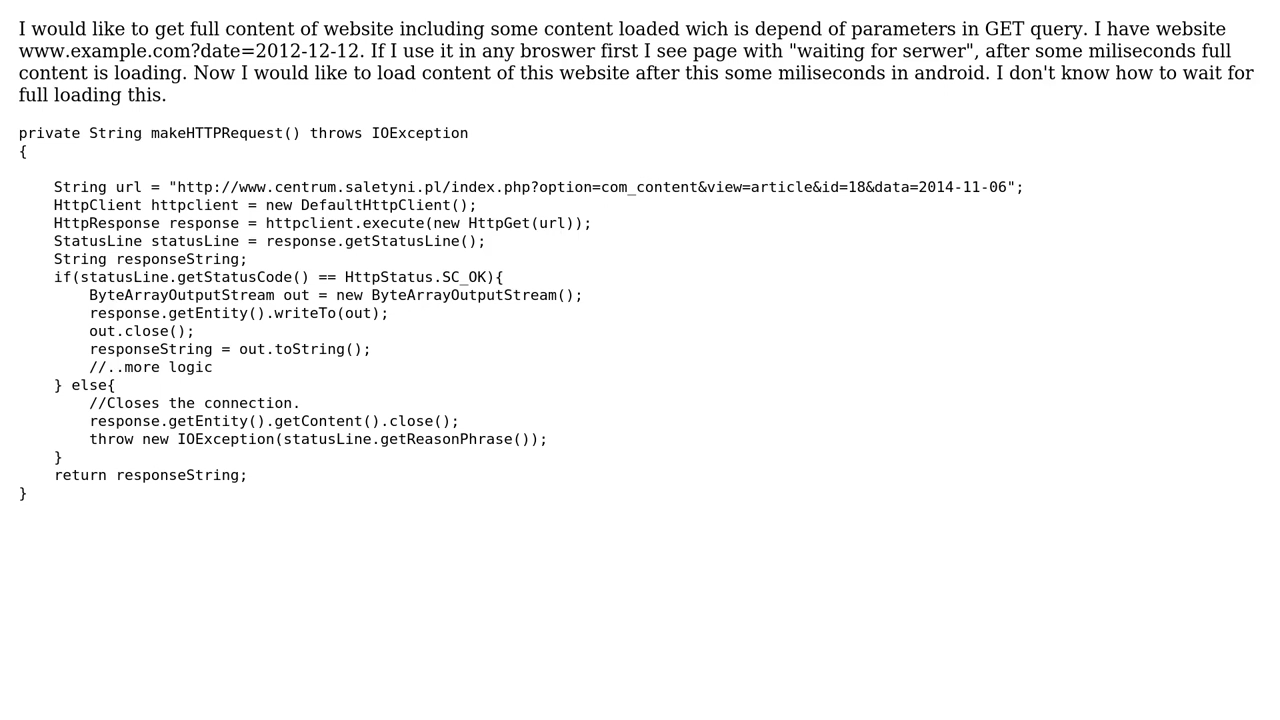 I would like to get full content of website including some content loaded wich is depend of parameters in GET query. I have website
www.example.com?date=2012-12-12. If I use it in any broswer first I see page with "waiting for serwer", after some miliseconds full
content is loading. Now I would like to load content of this website after this some miliseconds in android. I don't know how to wait for
full loading this.
private String makeHTTPRequest() throws IOException
{
    String url = "http://www.centrum.saletyni.pl/index.php?option=com_content&view=article&id=18&data=2014-11-06";
    HttpClient httpclient = new DefaultHttpClient();
    HttpResponse response = httpclient.execute(new HttpGet(url));
    StatusLine statusLine = response.getStatusLine();
    String responseString;
    if(statusLine.getStatusCode() == HttpStatus.SC_OK){
        ByteArrayOutputStream out = new ByteArrayOutputStream();
        response.getEntity().writeTo(out);
        out.close();
        responseString = out.toString();
        //..more logic
    } else{
        //Closes the connection.
        response.getEntity().getContent().close();
        throw new IOException(statusLine.getReasonPhrase());
    }
    return responseString;
}